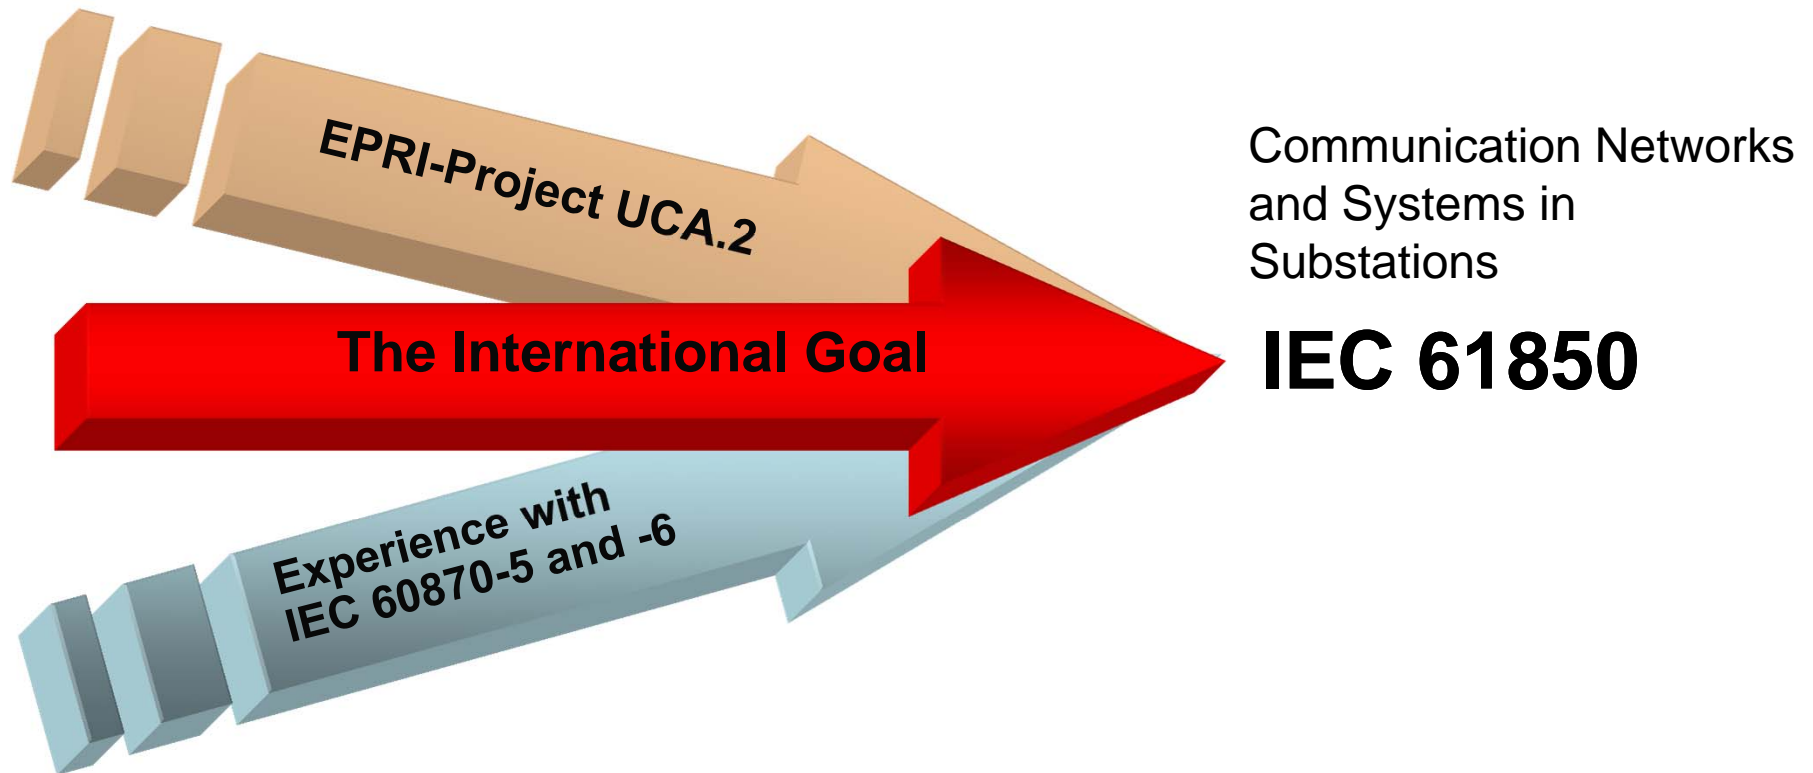 EPRI-Project UCA.2
Communication Networks
and Systems in
Substations
The International Goal
IEC 61850
Experience with
IEC 60870-5 and -6